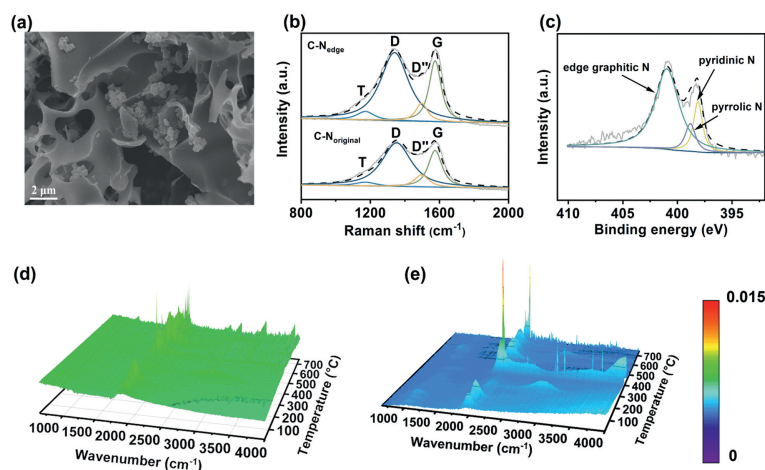 (a)
2 µm
(b)
C-Nedge
T
D
D"
G
C-Noriginal
T
D
D"
G
Intensity (a.u.)
800
1200
1600
2000
Raman shift (cm-1)
(c)
edge graphitic N
pyridinic N
pyrrolic N
Intensity (a.u.)
410
405
400
395
Binding energy (eV)
(d)
1000
1500
2000
2500
3000
3500
4000
Wavenumber (cm-1)
100
200
300
400
500
600
700
Temperature (°C)
(e)
1000
1500
2000
2500
3000
3500
4000
Wavenumber (cm-1)
100
200
300
400
500
600
700
Temperature (°C)
0.015
0